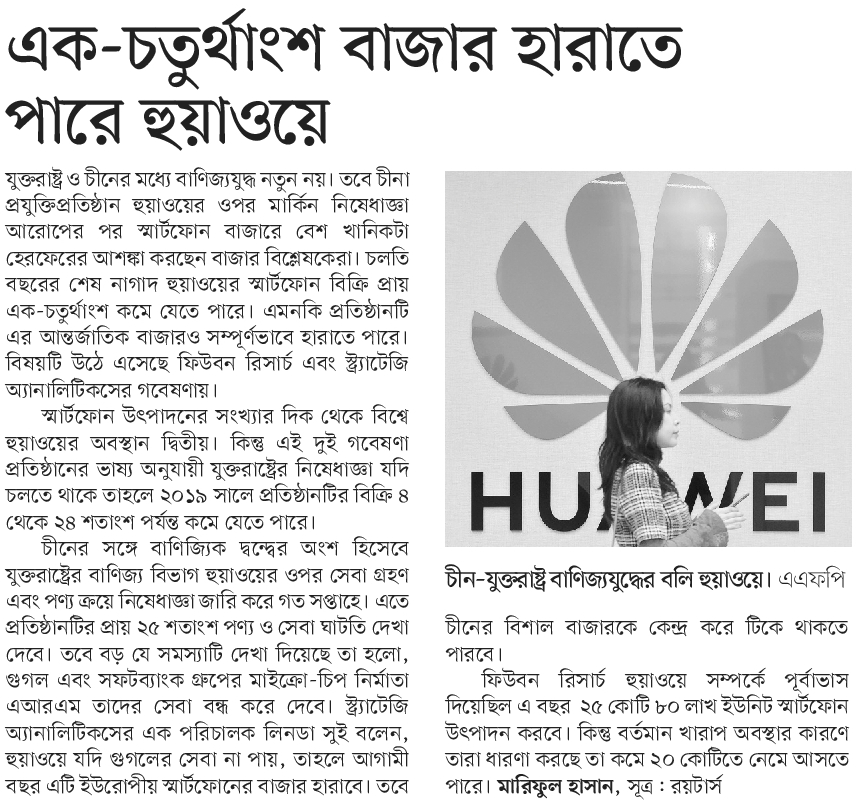 এক-চতুর্থাংশ বাজার হারাতে
পারে হুয়াওয়ে
যুক্তরাষ্ট্র ও চীনের মধ্যে বাণিজ্যযুদ্ধ নতুন নয়। তবে চীনা
প্রযুক্তিপ্রতিষ্ঠান হুয়াওয়ের ওপর মার্কিন নিষেধাজ্ঞা
আরোপের পর স্মার্টফোন বাজারে বেশ খানিকটা
হেরফেরের আশঙ্কা করছেন বাজার বিশ্লেষকেরা। চলতি
বছরের শেষ নাগাদ হুয়াওয়ের স্মার্টফোন বিক্রি প্রায়
এক-চতুর্থাংশ কমে যেতে পারে। এমনকি প্রতিষ্ঠানটি
এর আন্তর্জাতিক বাজারও সম্পূর্ণভাবে হারাতে পারে।
বিষয়টি উঠে এসেছে ফিউবন রিসার্চ এবং স্ট্র্যাটেজি
অ্যানালিটিকসের গবেষণায়।
স্মার্টফোন উৎপাদনের সংখ্যার দিক থেকে বিশ্বে
হুয়াওয়ের অবস্থান দ্বিতীয়। কিন্তু এই দুই গবেষণা
প্রতিষ্ঠানের ভাষ্য অনুযায়ী যুক্তরাষ্ট্রের নিষেধাজ্ঞা যদি
চলতে থাকে তাহলে ২০১৯ সালে প্রতিষ্ঠানটির বিক্রি ৪
থেকে ২৪ শতাংশ পর্যন্ত কমে যেতে পারে।
চীনের সঙ্গে বাণিজ্যিক দ্বন্দ্বের অংশ হিসেবে
যুক্তরাষ্ট্রের বাণিজ্য বিভাগ হুয়াওয়ের ওপর সেবা গ্রহণ
এবং পণ্য ক্রয়ে নিষেধাজ্ঞা জারি করে গত সপ্তাহে। এতে
প্রতিষ্ঠানটির প্রায় ২৫ শতাংশ পণ্য ও সেবা ঘাটতি দেখা
দেবে। তবে বড় যে সমস্যাটি দেখা দিয়েছে তা হলো,
গুগল এবং সফটব্যাংক গ্রুপের মাইক্রো-চিপ নির্মাতা
এআরএম তাদের সেবা বন্ধ করে দেবে। স্ট্র্যাটেজি
অ্যানালিটিকসের এক পরিচালক লিনডা সুই বলেন,
হুয়াওয়ে যদি গুগলের সেবা না পায়, তাহলে আগামী
বছর এটি ইউরোপীয় স্মার্টফোনের বাজার হারাবে। তবে
HUAWEI
চীন-যুক্তরাষ্ট্র বাণিজ্যযুদ্ধের বলি হুয়াওয়ে। এএফপি
চীনের বিশাল বাজারকে কেন্দ্র করে টিকে থাকতে
পারবে।
ফিউবন রিসার্চ হুয়াওয়ে সম্পর্কে পূর্বাভাস
দিয়েছিল এ বছর ২৫ কোটি ৮০ লাখ ইউনিট স্মার্টফোন
উৎপাদন করবে। কিন্তু বর্তমান খারাপ অবস্থার কারণে
তারা ধারণা করছে তা কমে ২০ কোটিতে নেমে আসতে
পারে। মারিফুল হাসান, সূত্র : রয়টার্স